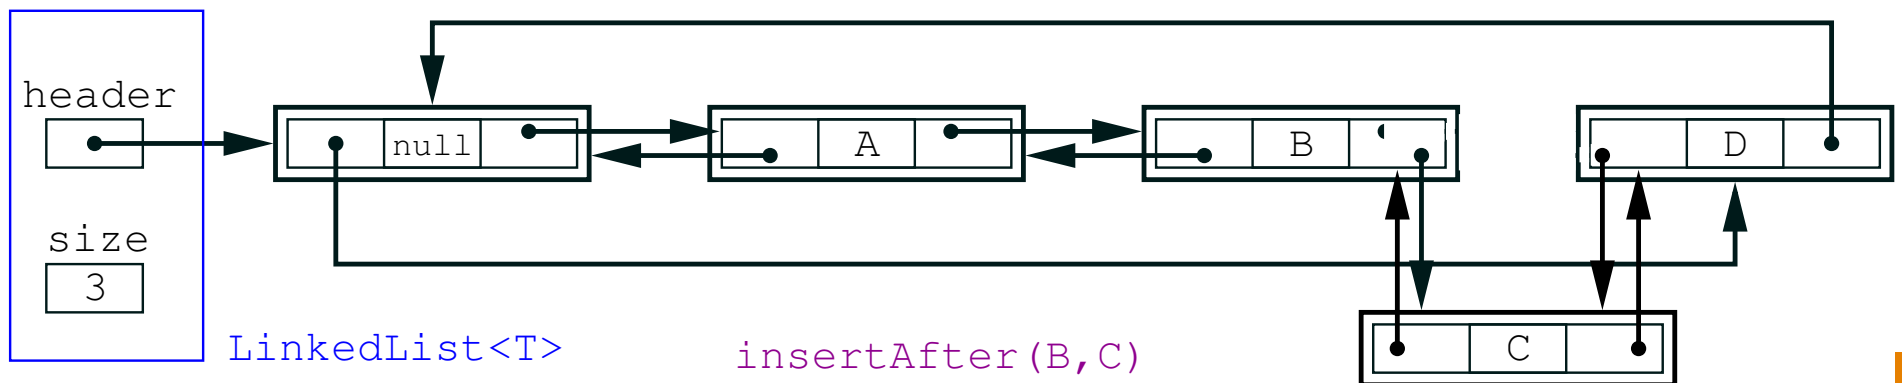 header
null
A
B
D
size
3
LinkedList<T>
insertAfter(B,C)
C